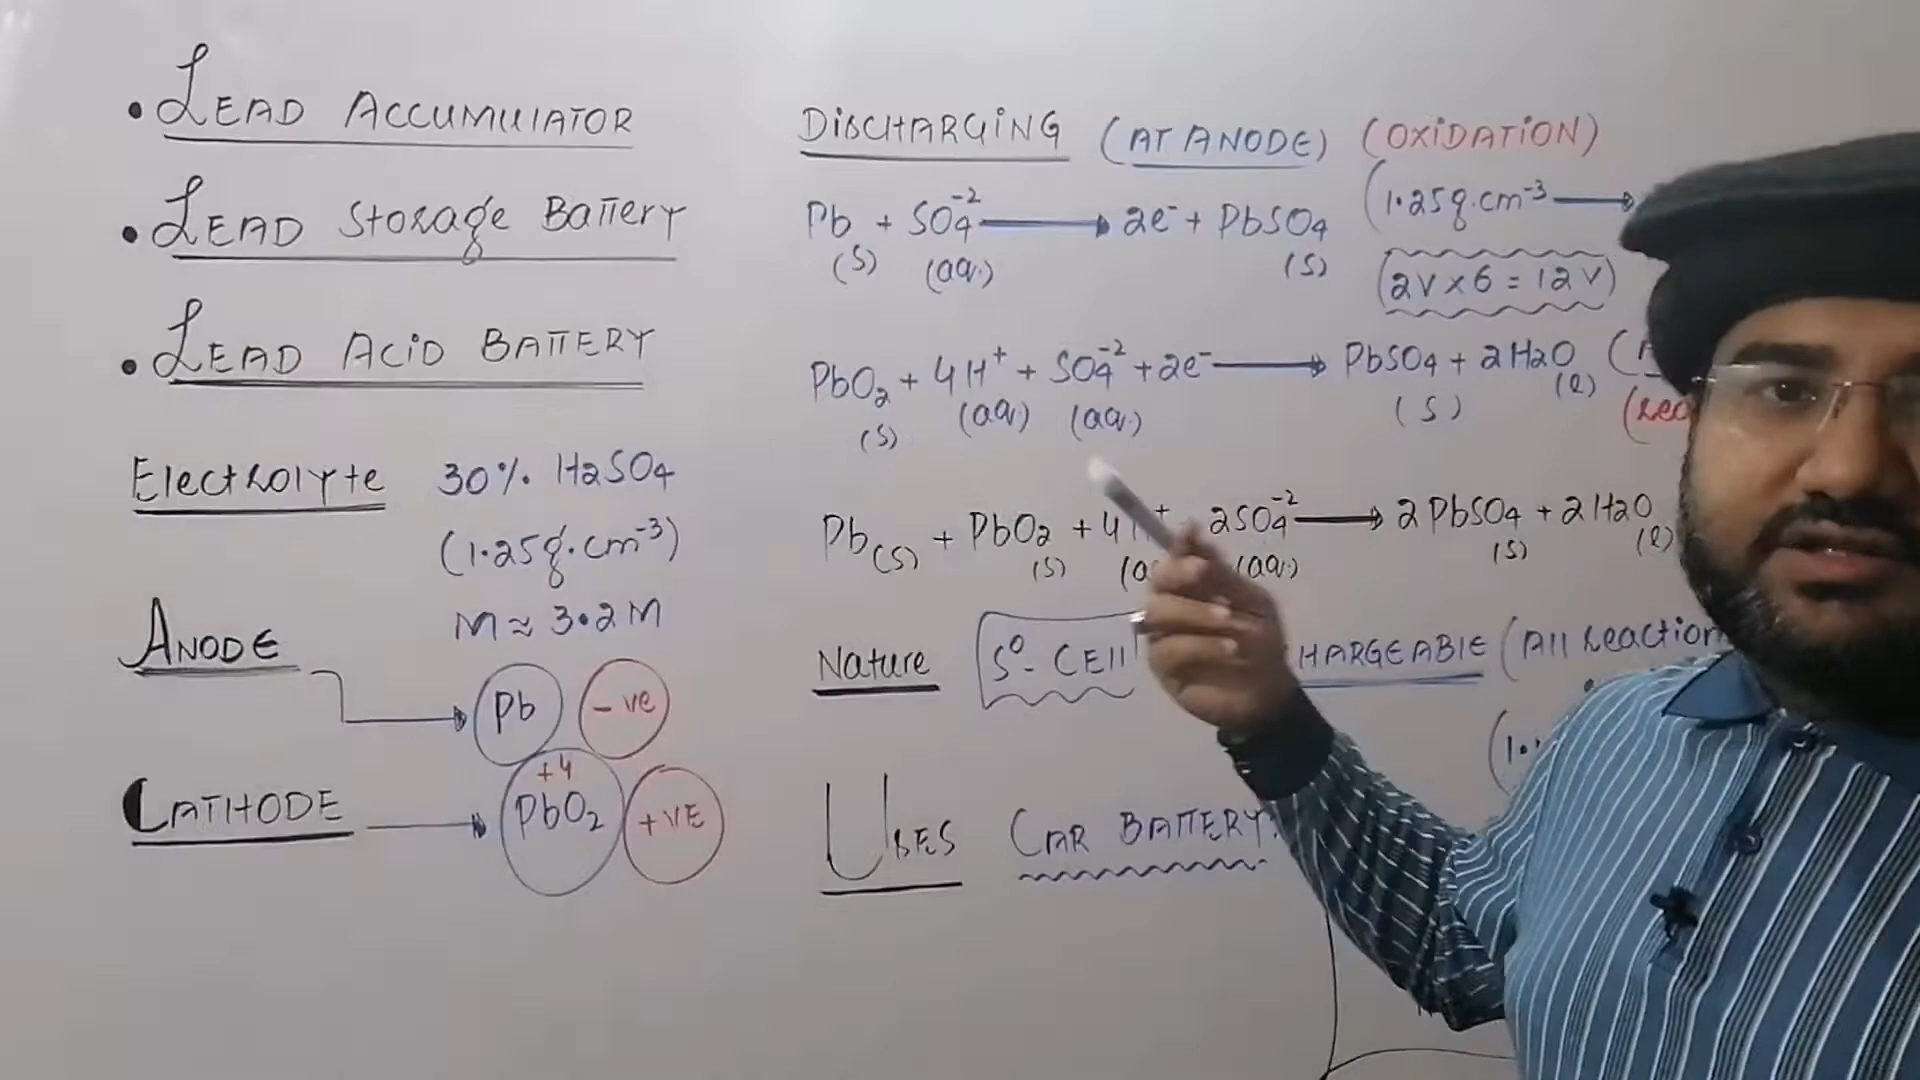 • LEAD ACCUMULATOR
• LEAD Storage Battery
• LEAD ACiD BATTERY
Electrolyte 30% H2SO4
(1.25g.cm⁻³)
M ≈ 3.2M
ANODE
Pb - ve
CATHODE
+4
PbO₂ +VE
DISCHARGING (AT ANODE) (OXIDATION)
Pb + SO₄⁻² → 2e⁻ + PbSO₄ (1.25g.cm⁻³ →
(S) (aq.) (S)
(2V x 6 = 12V)
PbO₂ + 4H⁺ + SO₄⁻² + 2e⁻ → PbSO₄ + 2H2O
(S) (aq.) (aq.) (S) (l)
Pb(S) + PbO₂ + 4 + 2SO₄⁻² → 2PbSO₄ + 2H2O
(S) (aq.) (S) (l)
Nature S°- CEll (All reaction
USES CAR BATTERY